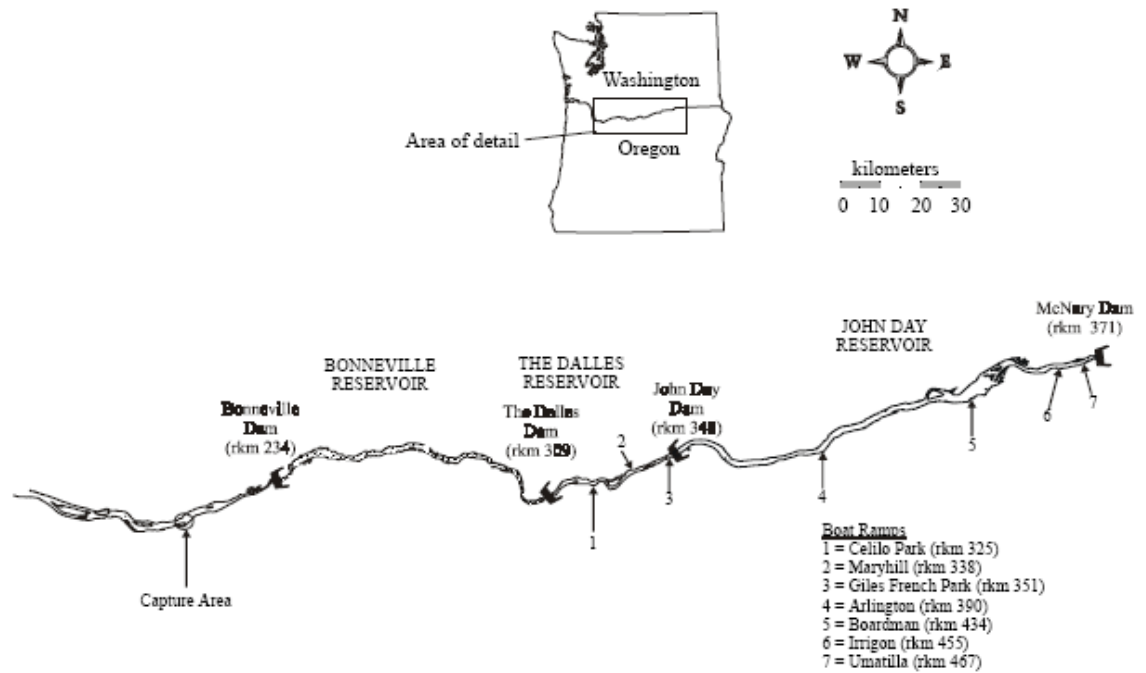 N
W E
S
Washington
Area of detail
Oregon
kilometers
0 10 20 30
McNary Dam
(rkm 371)
JOHN DAY
RESERVOIR
BONNEVILLE
RESERVOIR
THE DALLES
RESERVOIR
John Day
Dam
Bonneville
Dam
(rkm 234)
The Dalles
Dam
(rkm 309)
2
6
7
5
3
4
1
Capture Area
Boat Ramps
1 = Celilo Park (rkm 325)
2 = Maryhill (rkm 338)
3 = Giles French Park (rkm 351)
4 = Arlington (rkm 390)
5 = Boardman (rkm 434)
6 = Irrigon (rkm 455)
7 = Umatilla (rkm 467)